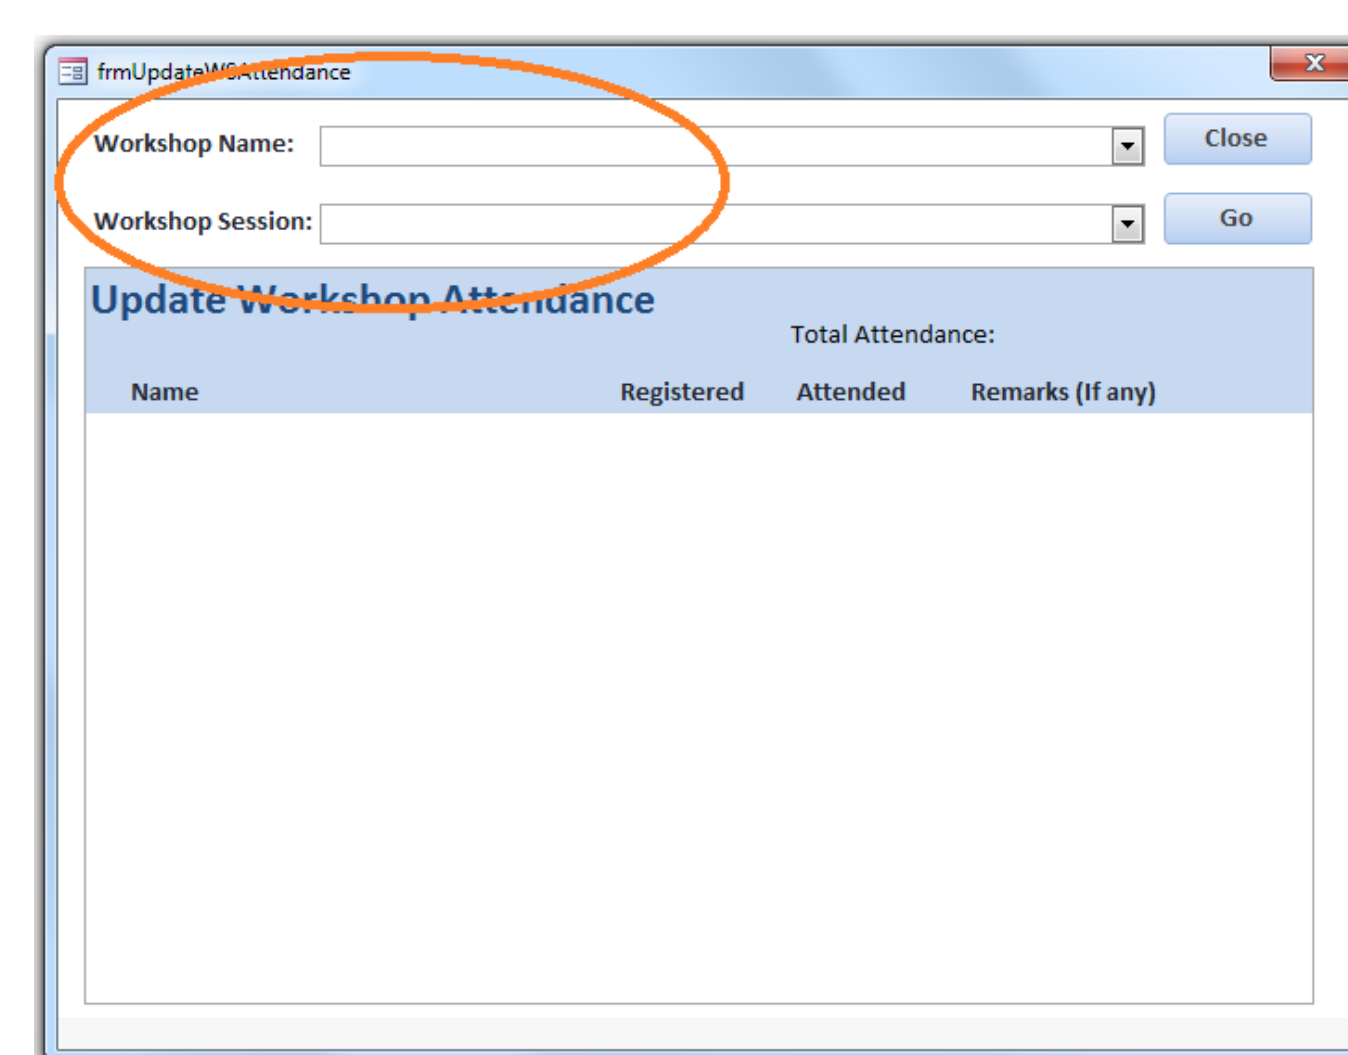 frmUpdateWSAttendance
Workshop Name:
Close
Workshop Session:
Go
Update Workshop Attendance
Total Attendance:
Name Registered Attended Remarks (If any)